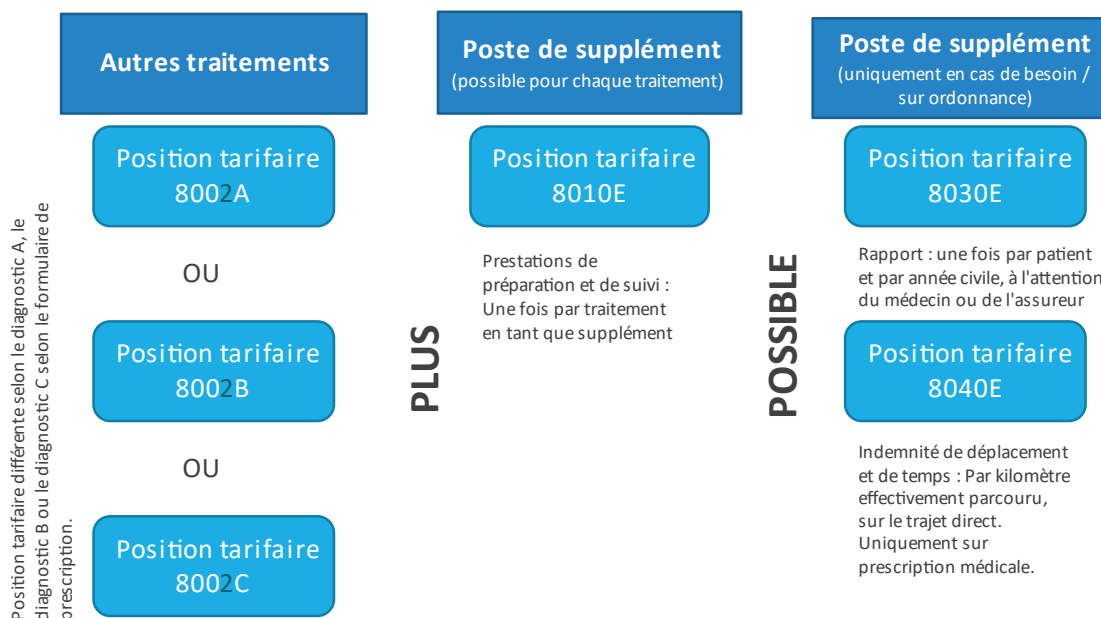 Autres traitements
Position tarifaire
8002A
OU
Position tarifaire
8002B
OU
Position tarifaire
8002C
Position tarifaire différente selon le diagnostic A, le
diagnostic B ou le diagnostic C selon le formulaire de
prescription.
PLUS
Poste de supplément
(possible pour chaque traitement)
Position tarifaire
8010E
Prestations de
préparation et de suivi :
Une fois par traitement
en tant que supplément
POSSIBLE
Poste de supplément
(uniquement en cas de besoin /
sur ordonnance)
Position tarifaire
8030E
Rapport : une fois par patient
et par année civile, à l'attention
du médecin ou de l'assureur
Position tarifaire
8040E
Indemnité de déplacement
et de temps : Par kilomètre
effectivement parcouru,
sur le trajet direct.
Uniquement sur
prescription médicale.